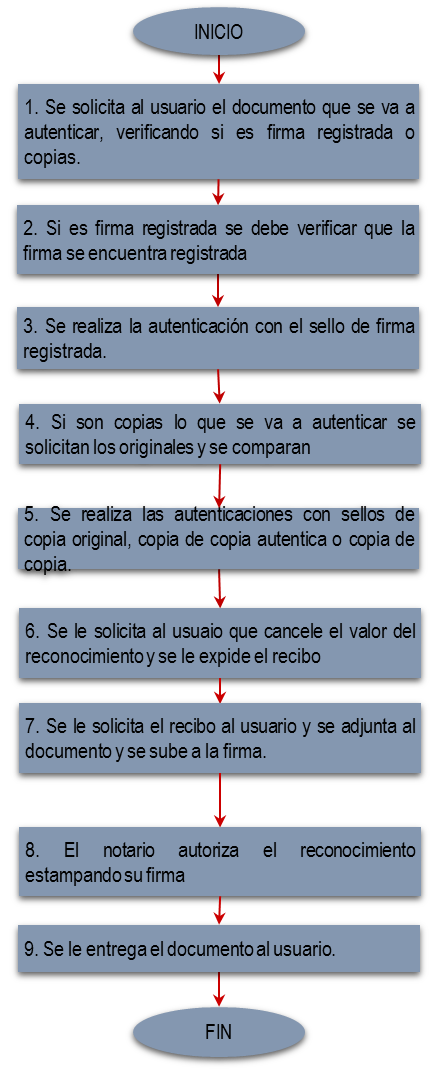 INICIO
1. Se solicita al usuario el documento que se va a
autenticar, verificando si es firma registrada o
copias.
2. Si es firma registrada se debe verificar que la
firma se encuentra registrada
3. Se realiza la autenticación con el sello de firma
registrada.
4. Si son copias lo que se va a autenticar se
solicitan los originales y se comparan
5. Se realiza las autenticaciones con sellos de
copia original, copia de copia autentica o copia de
copia.
6. Se le solicita al usuaio que cancele el valor del
reconocimiento y se le expide el recibo
7. Se le solicita el recibo al usuario y se adjunta al
documento y se sube a la firma.
8. El notario autoriza el reconocimiento
estampando su firma
9. Se le entrega el documento al usuario.
FIN